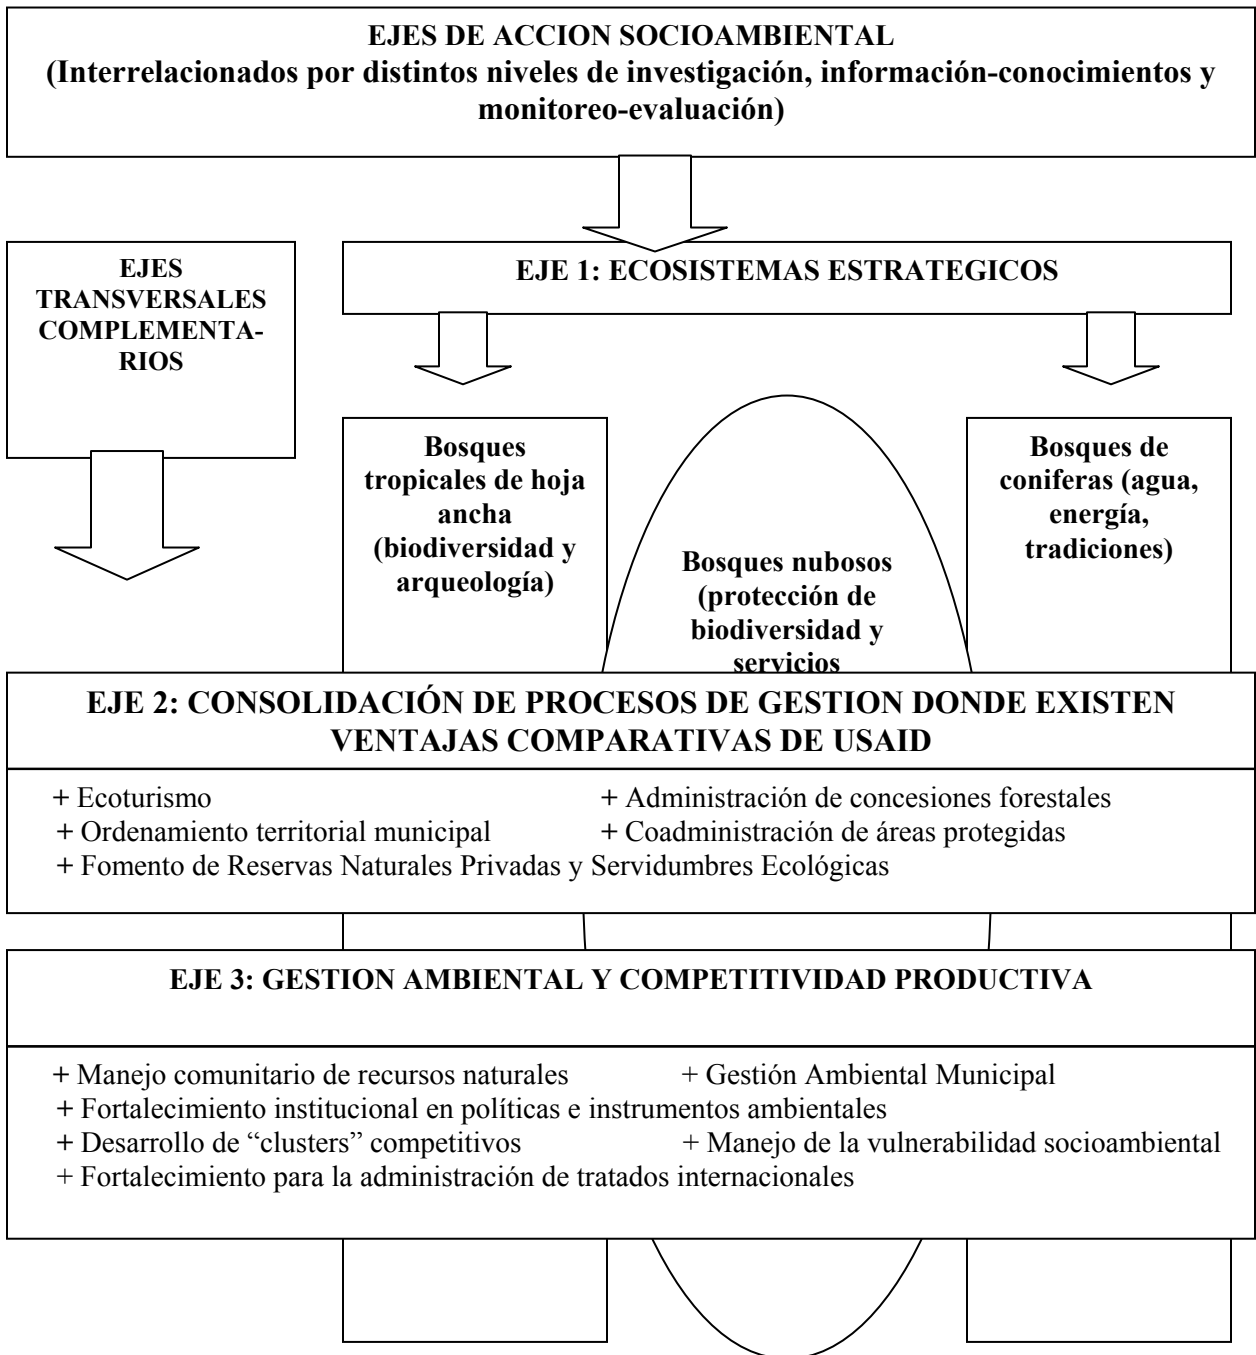 EJES DE ACCION SOCIOAMBIENTAL
(Interrelacionados por distintos niveles de investigación, información-conocimientos y
monitoreo-evaluación)
EJES
TRANSVERSALES
COMPLEMENTA-
RIOS
EJE 1: ECOSISTEMAS ESTRATEGICOS
Bosques
tropicales de hoja
ancha
(biodiversidad y
arqueología)
Bosques nubosos
(protección de
biodiversidad y
servicios
Bosques de
coniferas (agua,
energía,
tradiciones)
EJE 2: CONSOLIDACIÓN DE PROCESOS DE GESTION DONDE EXISTEN
VENTAJAS COMPARATIVAS DE USAID
+ Ecoturismo + Administración de concesiones forestales
+ Ordenamiento territorial municipal + Coadministración de áreas protegidas
+ Fomento de Reservas Naturales Privadas y Servidumbres Ecológicas
EJE 3: GESTION AMBIENTAL Y COMPETITIVIDAD PRODUCTIVA
+ Manejo comunitario de recursos naturales + Gestión Ambiental Municipal
+ Fortalecimiento institucional en políticas e instrumentos ambientales
+ Desarrollo de “clusters” competitivos + Manejo de la vulnerabilidad socioambiental
+ Fortalecimiento para la administración de tratados internacionales